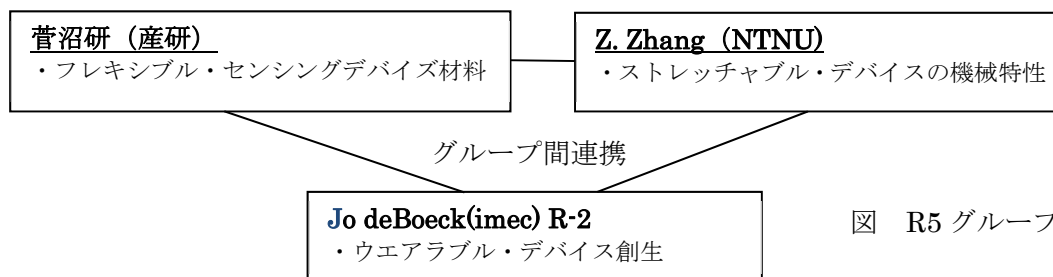 菅沼研（産研）
・フレキシブル・センシングデバイズ材料
Z. Zhang（NTNU)
・ストレッチャブル・デバイスの機械特性
グループ間連携
Jo deBoeck(imec) R-2
・ウエアラブル・デバイス創生
図　R5 グループ